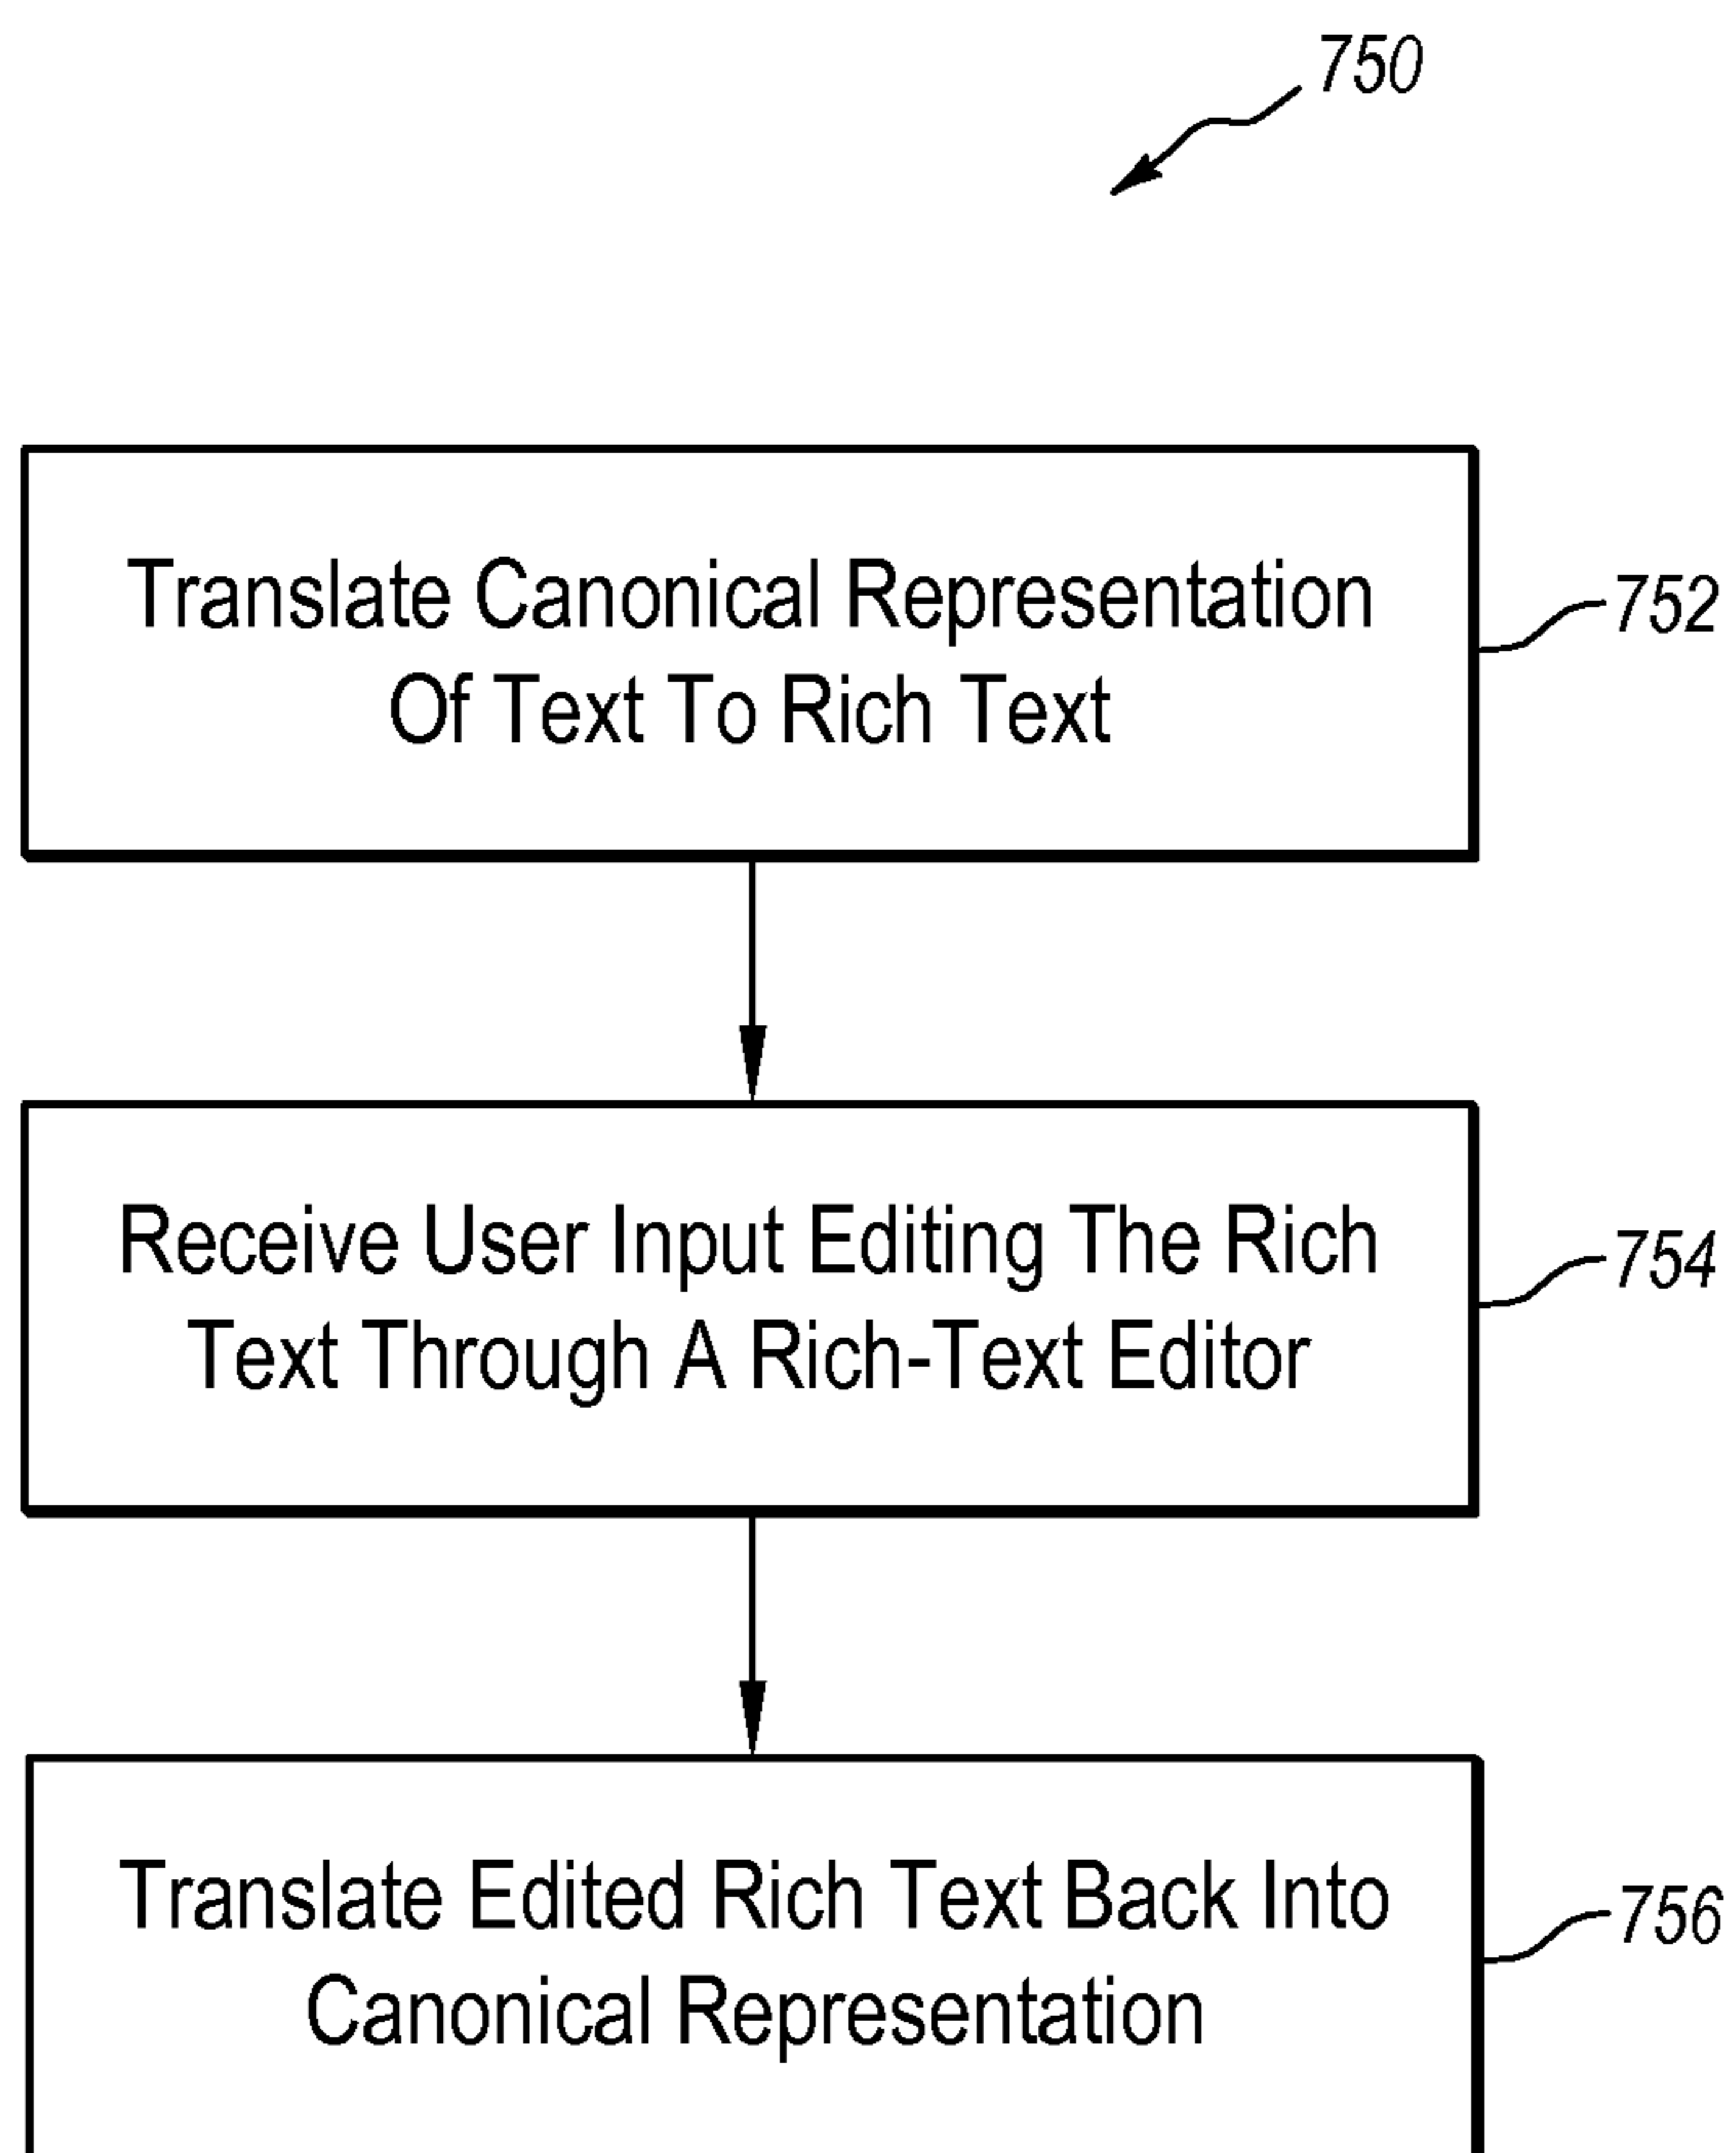 750
Translate Canonical Representation
Of Text To Rich Text
752
Receive User Input Editing The Rich
Text Through A Rich-Text Editor
754
Translate Edited Rich Text Back Into
Canonical Representation
756